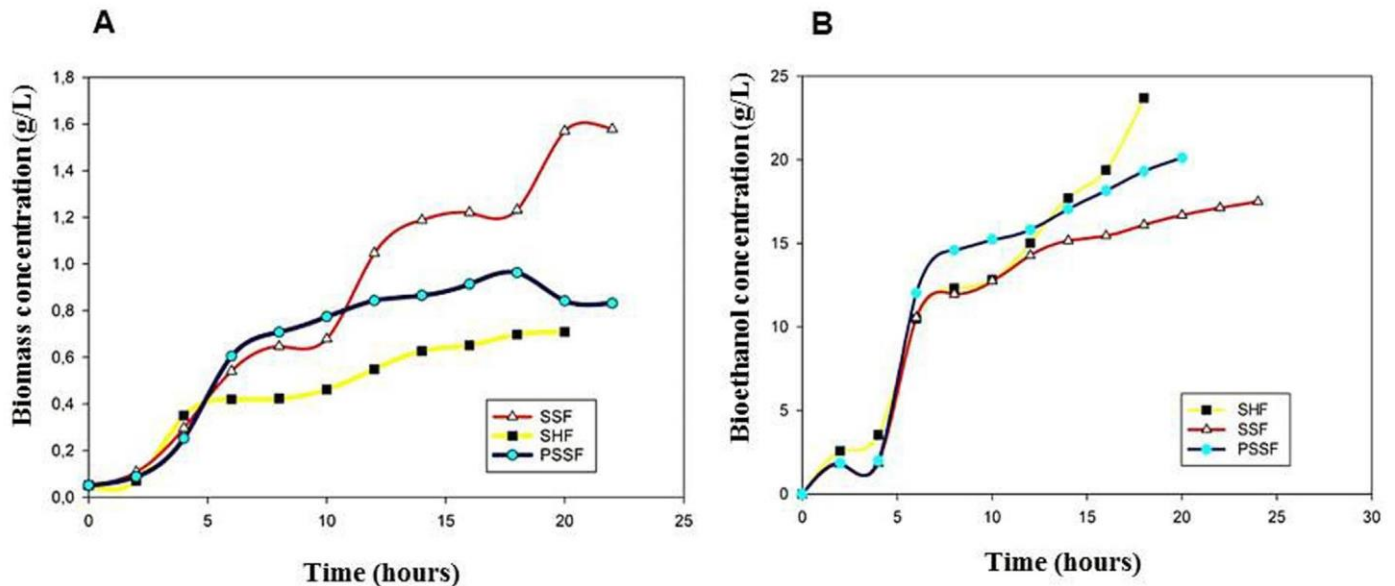 A
Biomass concentration (g/L)
1,8
1,6
1,4
1,2
1,0
0,8
0,6
0,4
0,2
0,0
0 5 10 15 20 25
Time (hours)
SSF
SHF
PSSF
B
Bioethanol concentration (g/L)
25
20
15
10
5
0
0 5 10 15 20 25 30
Time (hours)
SHF
SSF
PSSF